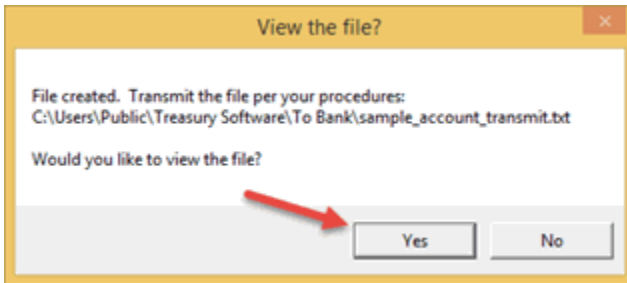 View the file?
File created.  Transmit the file per your procedures:
C:\Users\Public\Treasury Software\To Bank\sample_account_transmit.txt
Would you like to view the file?
Yes
No